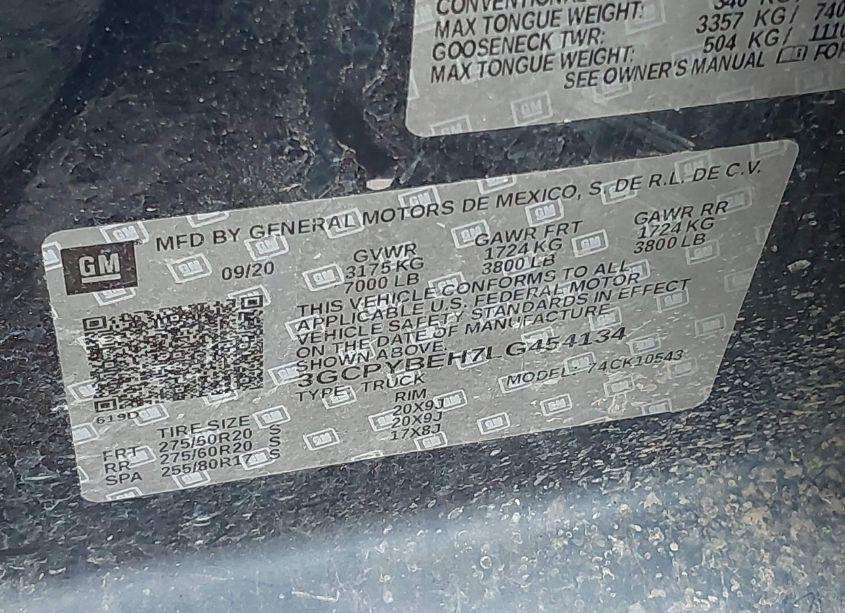 CONVENTIONAL
MAX TONGUE WEIGHT:
GOOSENECK TWR: 3357 KG/ 740
MAX TONGUE WEIGHT: 504 KG/ 1110
SEE OWNER'S MANUAL FOR
GM
MFD BY GENERAL MOTORS DE MEXICO, S. DE R.L. DE C.V.
09/20
GVWR GAWR FRT GAWR RR
3175 KG 1724 KG 1724 KG
7000 LB 3800 LB 3800 LB
THIS VEHICLE CONFORMS TO ALL
APPLICABLE U.S. FEDERAL MOTOR
VEHICLE SAFETY STANDARDS IN EFFECT
ON THE DATE OF MANUFACTURE
SHOWN ABOVE.
3GCPYBEH7LG454134
TYPE: TRUCK MODEL: 74CK10543
619D
TIRE SIZE RIM
FRT 275/60R20 S 20X9J
RR 275/60R20 S 20X9J
SPA 255/80R17 S 17X8J